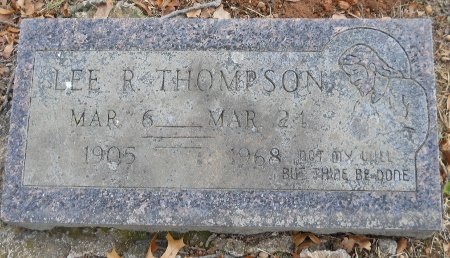 LEE R. THOMPSON
MAR. 6 MAR. 24
1905 1968 NOT MY WILL
BUT THINE BE DONE